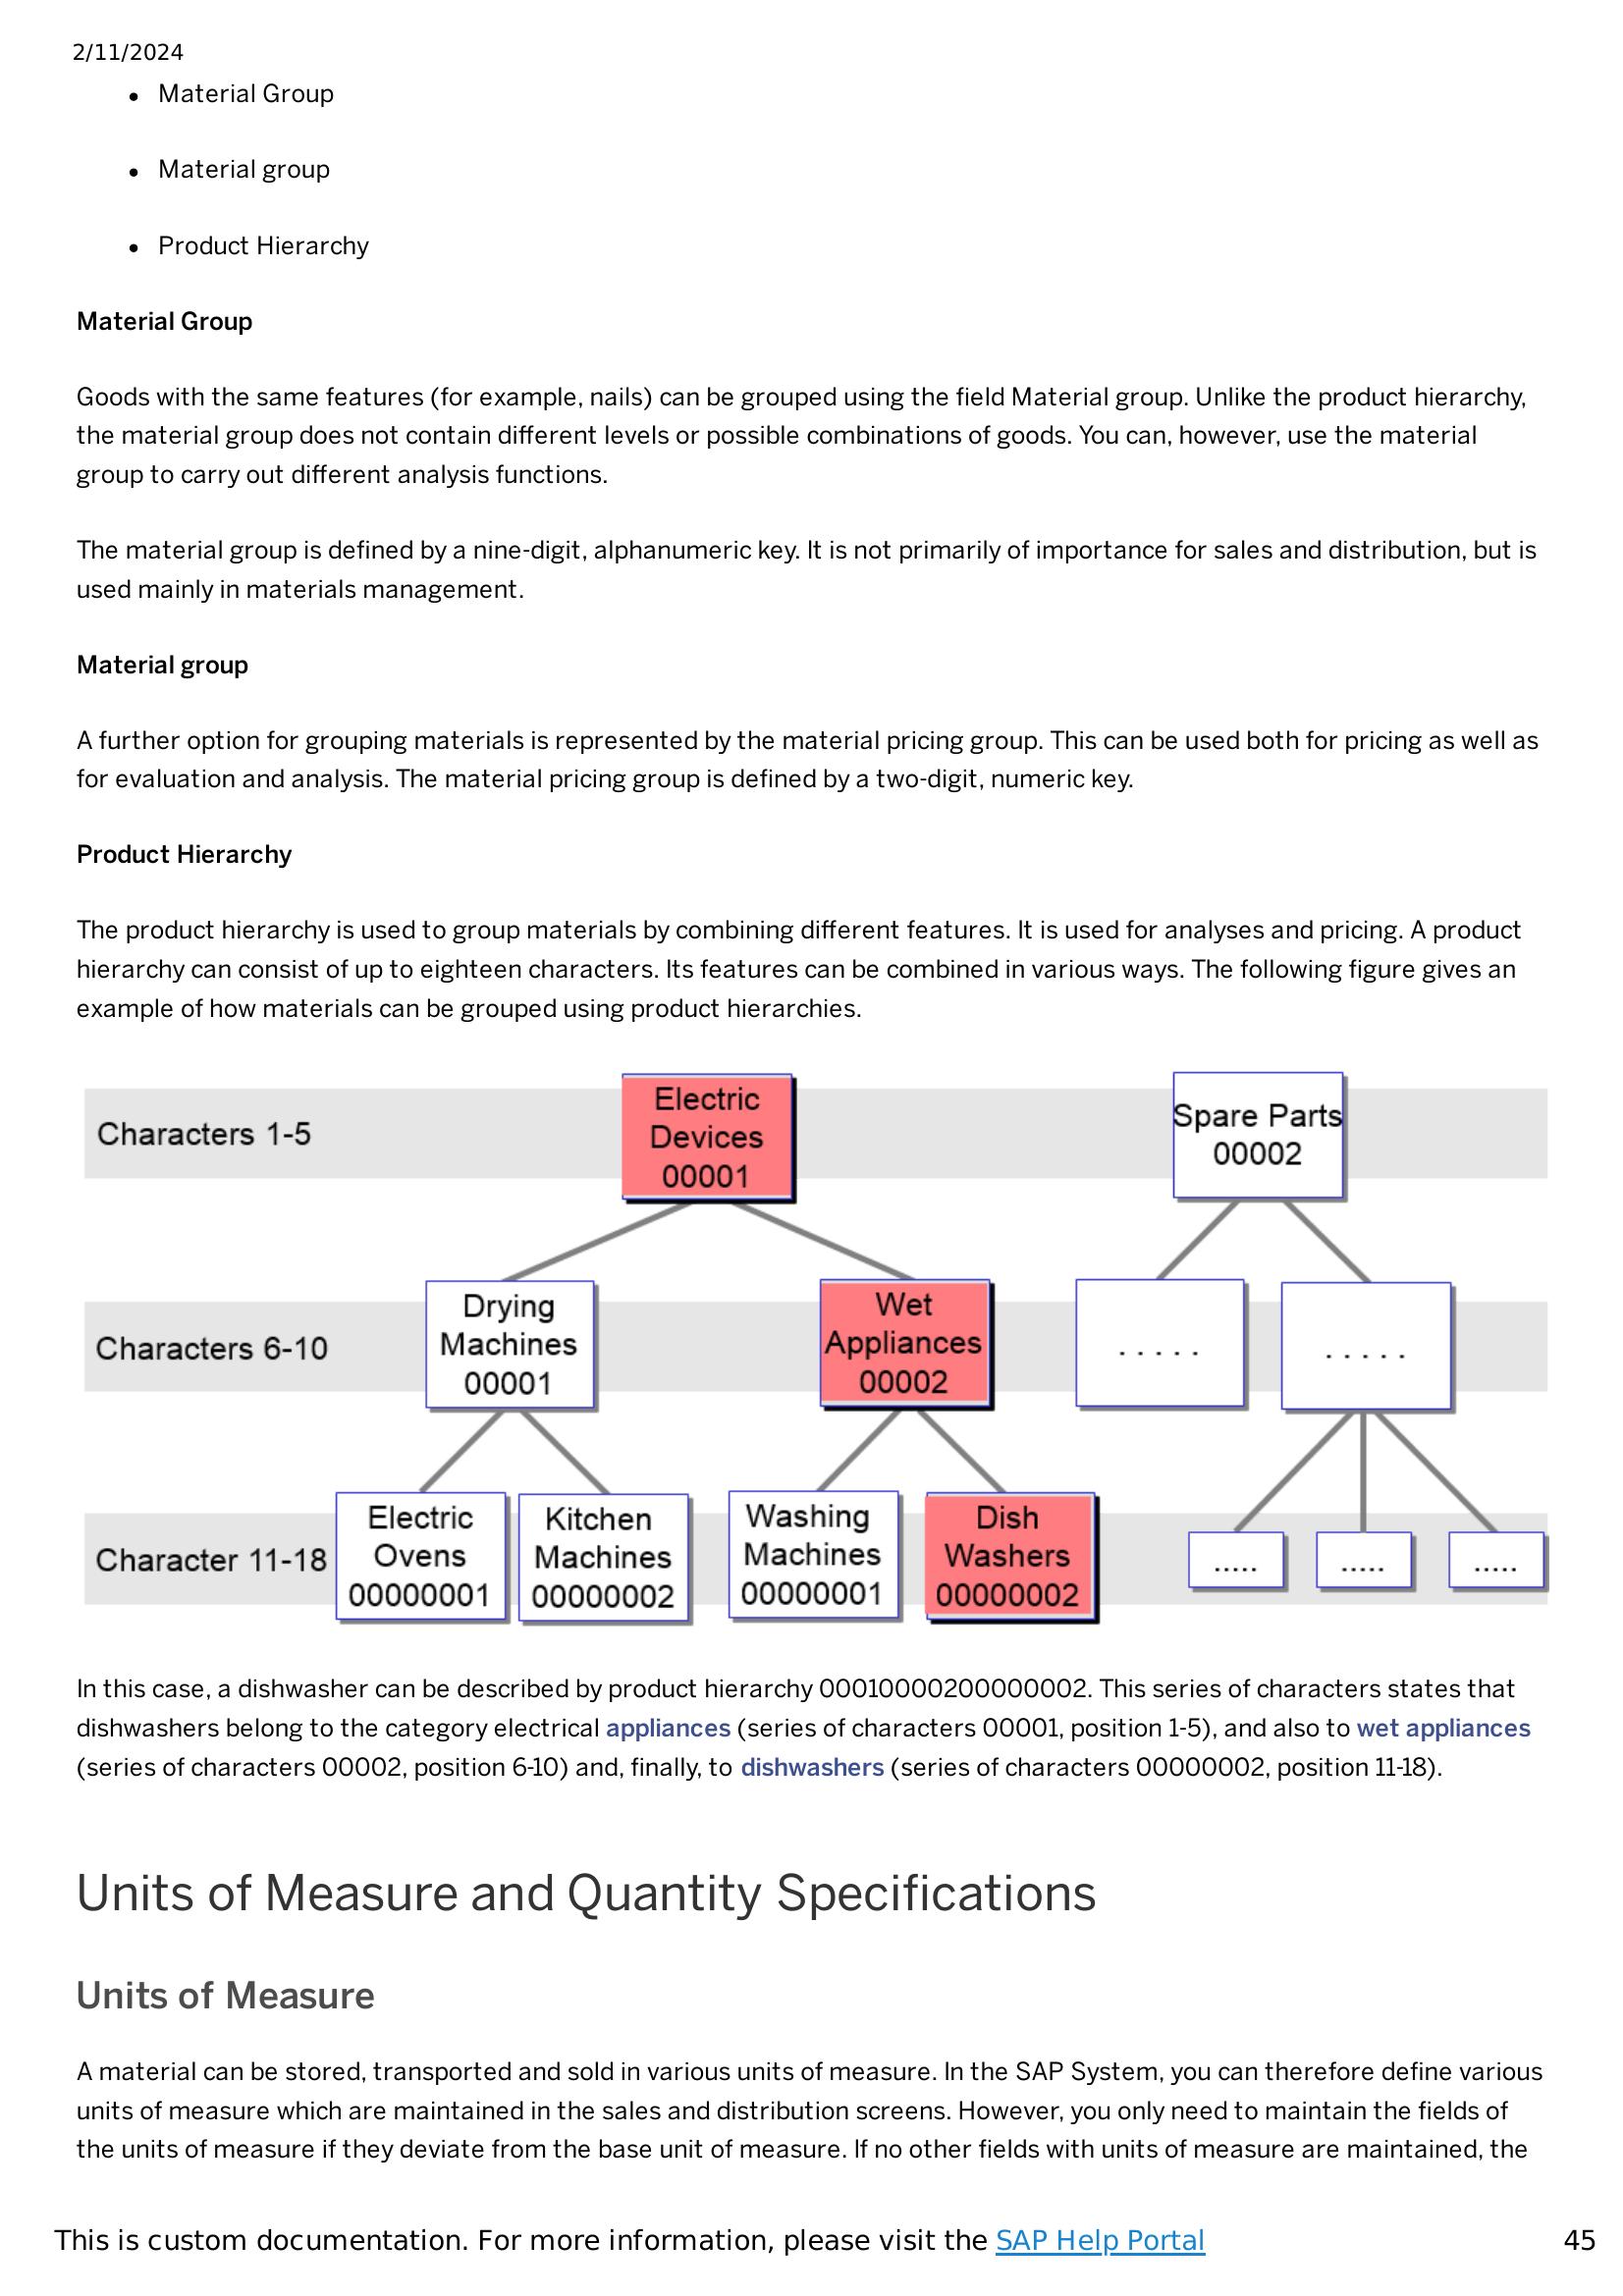 2/11/2024
• Material Group
• Material group
• Product Hierarchy
Material Group
Goods with the same features (for example, nails) can be grouped using the field Material group. Unlike the product hierarchy,
the material group does not contain different levels or possible combinations of goods. You can, however, use the material
group to carry out different analysis functions.
The material group is defined by a nine-digit, alphanumeric key. It is not primarily of importance for sales and distribution, but is
used mainly in materials management.
Material group
A further option for grouping materials is represented by the material pricing group. This can be used both for pricing as well as
for evaluation and analysis. The material pricing group is defined by a two-digit, numeric key.
Product Hierarchy
The product hierarchy is used to group materials by combining different features. It is used for analyses and pricing. A product
hierarchy can consist of up to eighteen characters. Its features can be combined in various ways. The following figure gives an
example of how materials can be grouped using product hierarchies.
Characters 1-5
Electric
Devices
00001
Spare Parts
00002
Characters 6-10
Drying
Machines
00001
Wet
Appliances
00002
. . . . .
. . . . .
Character 11-18
Electric
Ovens
00000001
Kitchen
Machines
00000002
Washing
Machines
00000001
Dish
Washers
00000002
.....
.....
.....
In this case, a dishwasher can be described by product hierarchy 00010000200000002. This series of characters states that
dishwashers belong to the category electrical appliances (series of characters 00001, position 1-5), and also to wet appliances
(series of characters 00002, position 6-10) and, finally, to dishwashers (series of characters 00000002, position 11-18).
Units of Measure and Quantity Specifications
Units of Measure
A material can be stored, transported and sold in various units of measure. In the SAP System, you can therefore define various
units of measure which are maintained in the sales and distribution screens. However, you only need to maintain the fields of
the units of measure if they deviate from the base unit of measure. If no other fields with units of measure are maintained, the
This is custom documentation. For more information, please visit the SAP Help Portal
45